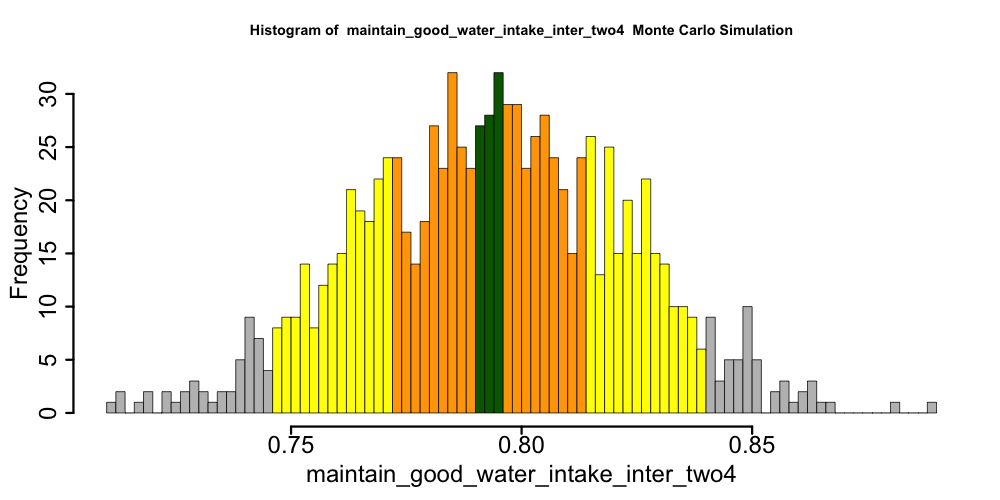 Histogram of  maintain_good_water_intake_inter_two4  Monte Carlo Simulation
Frequency
30
25
20
15
10
5
0
0.75 0.80 0.85
maintain_good_water_intake_inter_two4